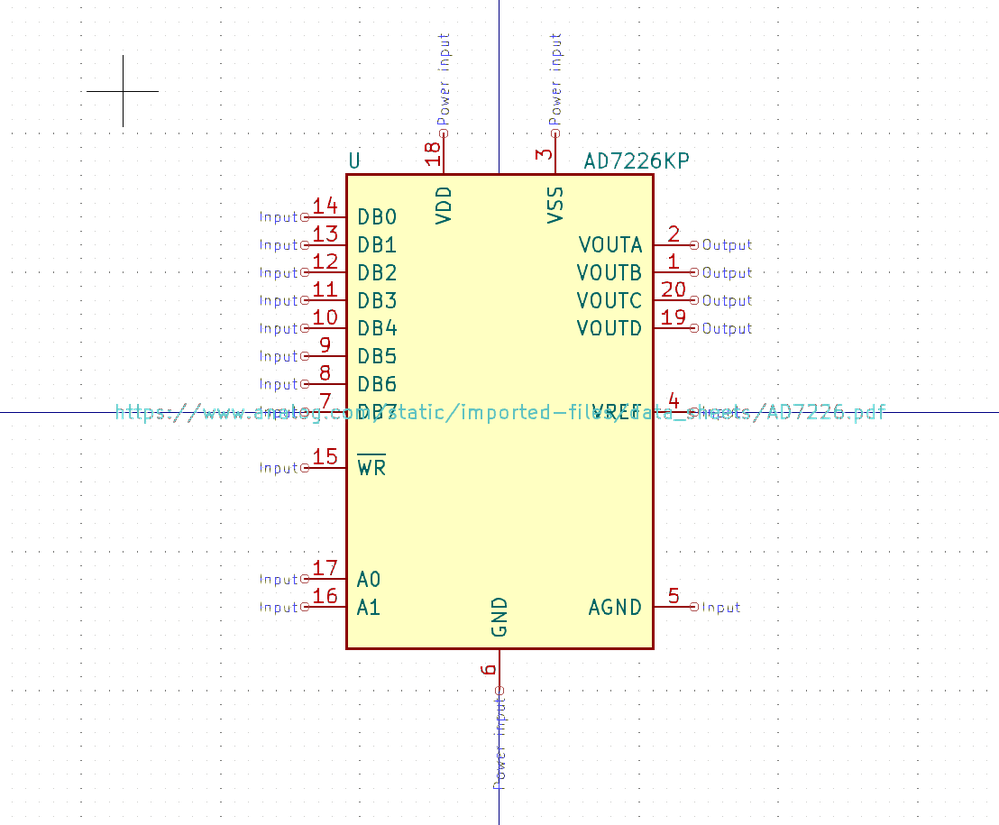 Power input
Power input
18
3
U
AD7226KP
VDD
VSS
Input 14 DB0
Input 13 DB1
VOUTA 2 Output
Input 12 DB2
VOUTB 1 Output
Input 11 DB3
VOUTC 20 Output
Input 10 DB4
VOUTD 19 Output
Input 9 DB5
Input 8 DB6
Input 7 DB7
VREF 4 Input
https://www.analog.com/static/imported-files/data_sheets/AD7226.pdf
Input 15 WR
Input 17 A0
Input 16 A1
AGND 5 Input
GND
6
Power input